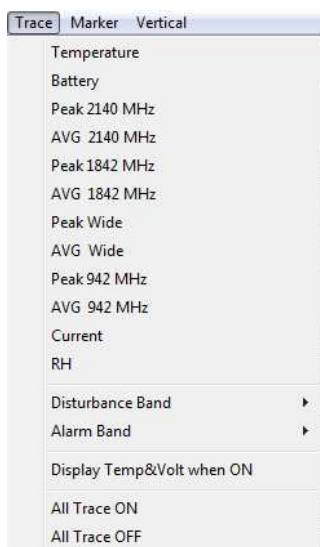 Trace Marker Vertical
Temperature
Battery
Peak 2140 MHz
AVG 2140 MHz
Peak 1842 MHz
AVG 1842 MHz
Peak Wide
AVG Wide
Peak 942 MHz
AVG 942 MHz
Current
RH
Disturbance Band
Alarm Band
Display Temp&Volt when ON
All Trace ON
All Trace OFF